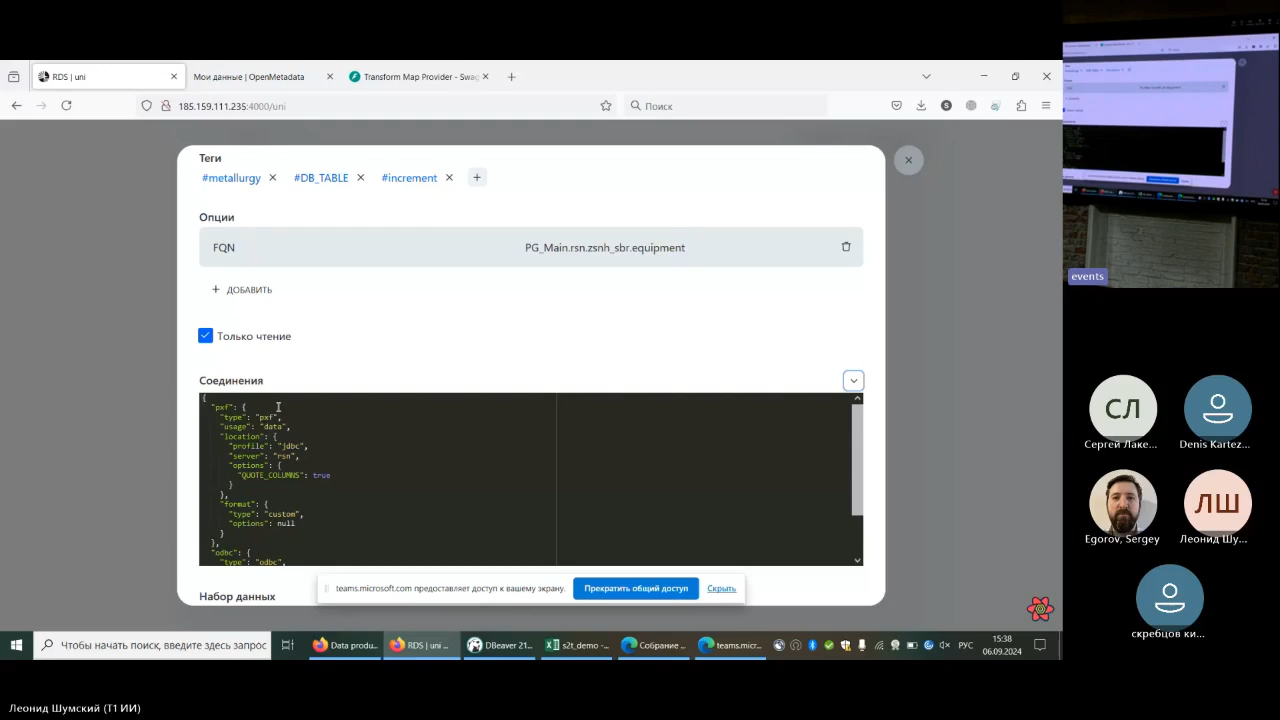 RDS | uni
Мои данные | OpenMetadata
Transform Map Provider - Swag
185.159.111.235:4000/uni
Поиск
Теги
#metallurgy
#DB_TABLE
#increment
Опции
FQN
PG_Main.rsn.zsnh_sbr.equipment
ДОБАВИТЬ
Только чтение
Соединения
{
"pxf": {
"type": "pxf",
"usage": "data",
"location": {
"profile": "jdbc",
"server": "rsn",
"options": {
"QUOTE_COLUMNS": true
}
},
"format": {
"type": "custom",
"options": null
}
},
"odbc": {
"type": "odbc",
teams.microsoft.com предоставляет доступ к вашему экрану.
Прекратить общий доступ
Скрыть
Набор данных
Чтобы начать поиск, введите здесь запрос
Data produ...
RDS | uni ...
DBeaver 21...
s2t_demo -...
Собрание ...
teams.micr...
РУС
15:38
06.09.2024
events
СЛ
Сергей Лаке...
Denis Kartez...
Egorov, Sergey
ЛШ
Леонид Шу...
скребцов ки...
Леонид Шумский (Т1 ИИ)